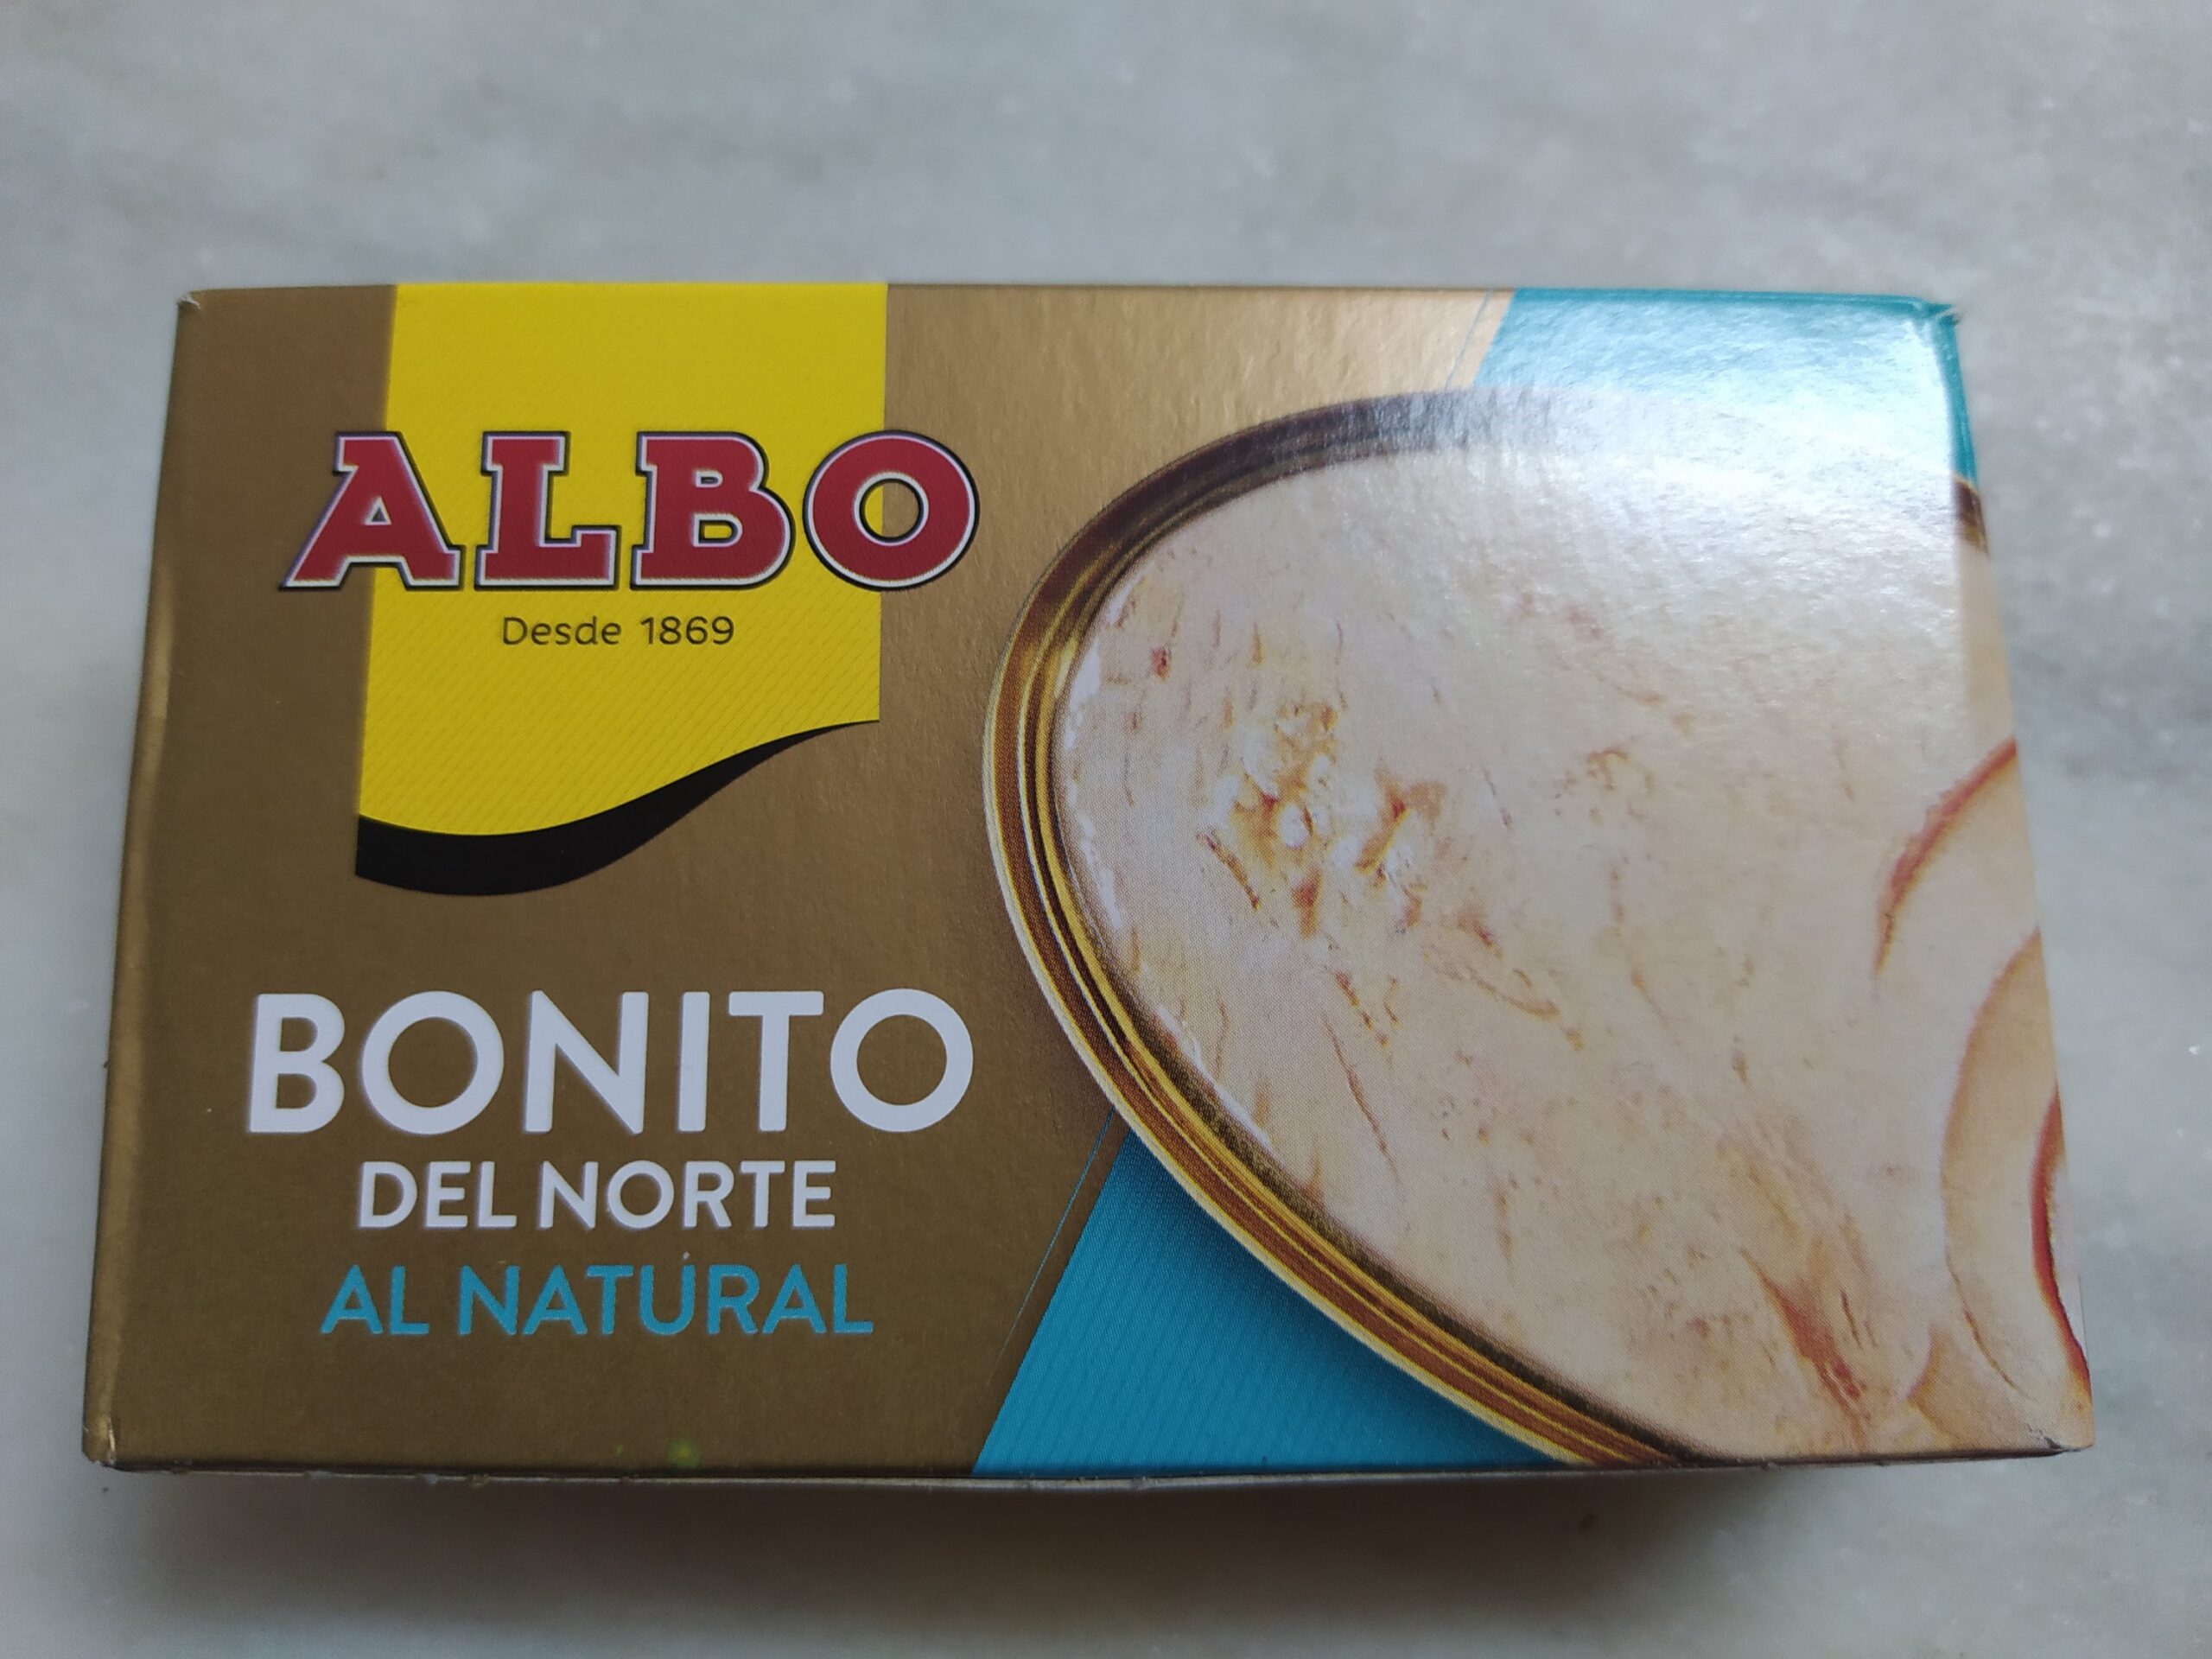 ALBO
Desde 1869
BONITO
DEL NORTE
AL NATURAL